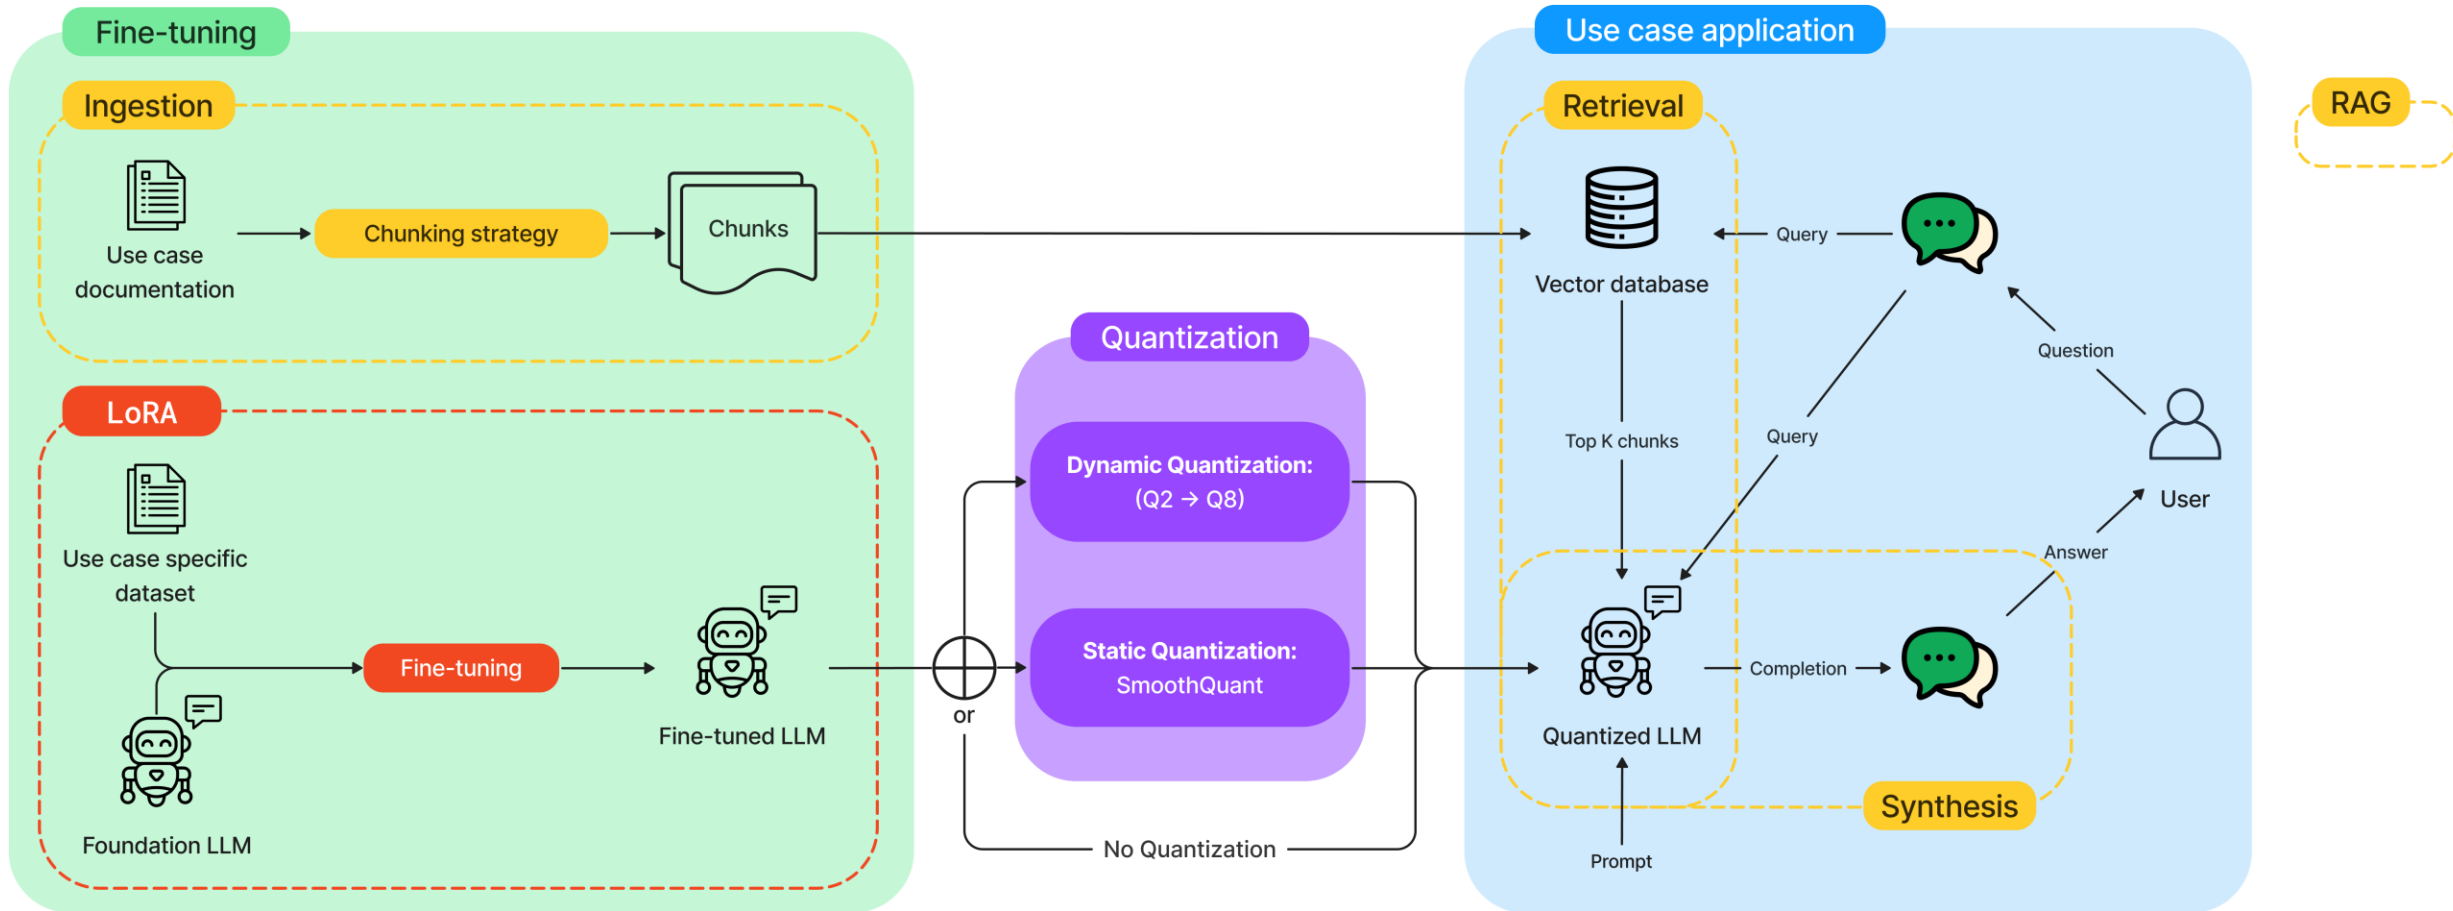 Fine-tuning
Ingestion
Use case
documentation
Chunking strategy
Chunks
LoRA
Use case specific
dataset
Foundation LLM
Fine-tuning
Fine-tuned LLM
or
Quantization
Dynamic Quantization:
(Q2 → Q8)
Static Quantization:
SmoothQuant
No Quantization
Use case application
Retrieval
Vector database
Query
Question
Top K chunks
Query
User
Answer
Quantized LLM
Completion
Synthesis
Prompt
RAG